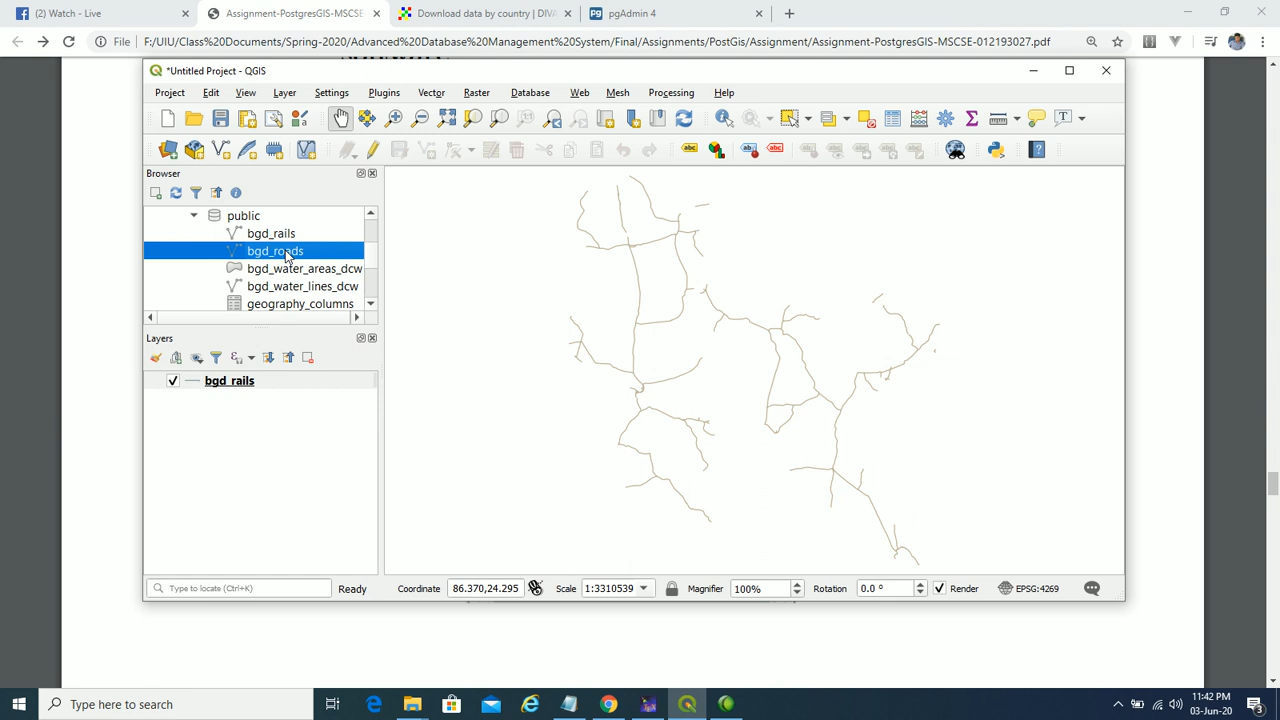 (2) Watch - Live
Assignment-PostgresGIS-MSCSE
Download data by country | DIVA
pgAdmin 4
File
F:/UIU/Class%20Documents/Spring-2020/Advanced%20Database%20Management%20System/Final/Assignments/PostGis/Assignment/Assignment-PostgresGIS-MSCSE-012193027.pdf
*Untitled Project - QGIS
Project Edit View Layer Settings Plugins Vector Raster Database Web Mesh Processing Help
Browser
public
bgd_rails
bgd_roads
bgd_water_areas_dcw
bgd_water_lines_dcw
geography_columns
Layers
bgd_rails
Type to locate (Ctrl+K)
Ready
Coordinate 86.370,24.295
Scale 1:3310539
Magnifier 100%
Rotation 0.0 °
Render
EPSG:4269
Type here to search
11:42 PM
03-Jun-20
3